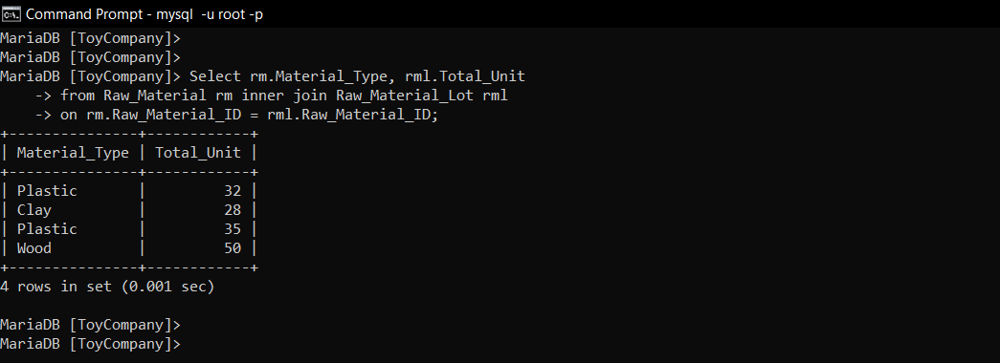 Command Prompt - mysql  -u root -p
MariaDB [ToyCompany]>
MariaDB [ToyCompany]>
MariaDB [ToyCompany]> Select rm.Material_Type, rml.Total_Unit
    -> from Raw_Material rm inner join Raw_Material_Lot rml
    -> on rm.Raw_Material_ID = rml.Raw_Material_ID;
+---------------+------------+
| Material_Type | Total_Unit |
+---------------+------------+
| Plastic       |         32 |
| Clay          |         28 |
| Plastic       |         35 |
| Wood          |         50 |
+---------------+------------+
4 rows in set (0.001 sec)
MariaDB [ToyCompany]>
MariaDB [ToyCompany]>